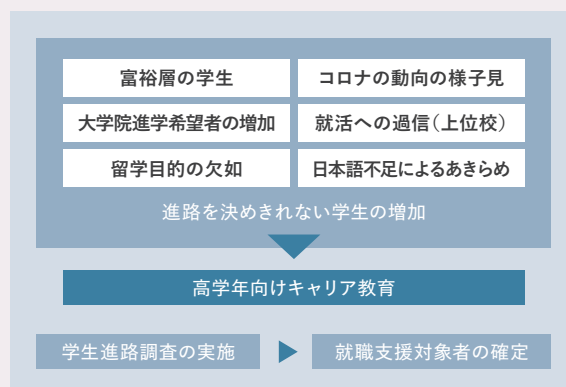 富裕層の学生
コロナの動向の様子見
大学院進学希望者の増加
就活への過信(上位校)
留学目的の欠如
日本語不足によるあきらめ
進路を決めきれない学生の増加
高学年向けキャリア教育
学生進路調査の実施
就職支援対象者の確定